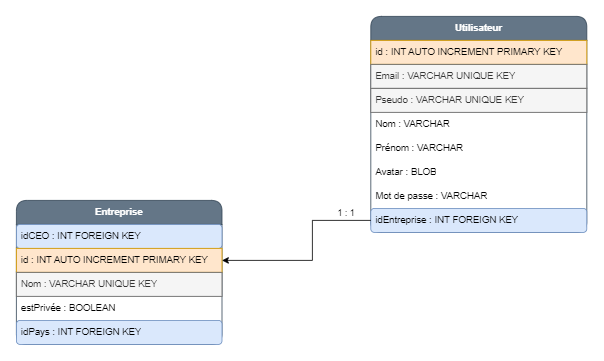 Utilisateur
id : INT AUTO INCREMENT PRIMARY KEY
Email : VARCHAR UNIQUE KEY
Pseudo : VARCHAR UNIQUE KEY
Nom : VARCHAR
Prénom : VARCHAR
Avatar : BLOB
Mot de passe : VARCHAR
idEntreprise : INT FOREIGN KEY
1 : 1
Entreprise
idCEO : INT FOREIGN KEY
id : INT AUTO INCREMENT PRIMARY KEY
Nom : VARCHAR UNIQUE KEY
estPrivée : BOOLEAN
idPays : INT FOREIGN KEY